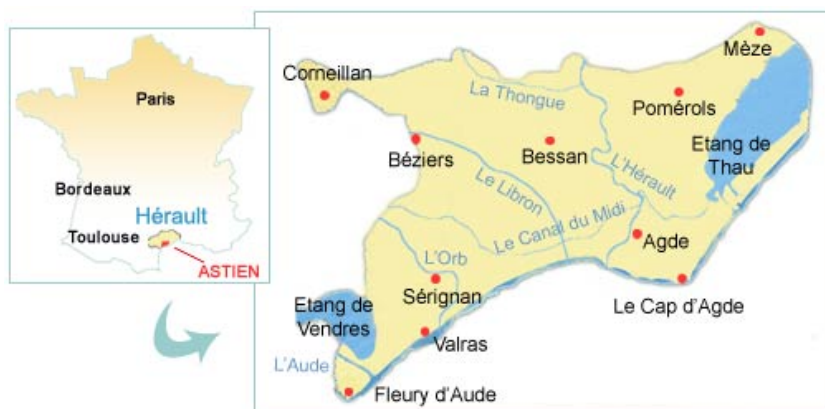 Paris
Bordeaux
Hérault
Toulouse
ASTIEN
Mèze
Corneillan
La Thongue
Pomérols
Béziers
Bessan
Etang de
Thau
L'Hérault
Le Libron
Le Canal du Midi
Agde
L'Orb
Sérignan
Le Cap d'Agde
Etang de
Vendres
Valras
L'Aude
Fleury d'Aude